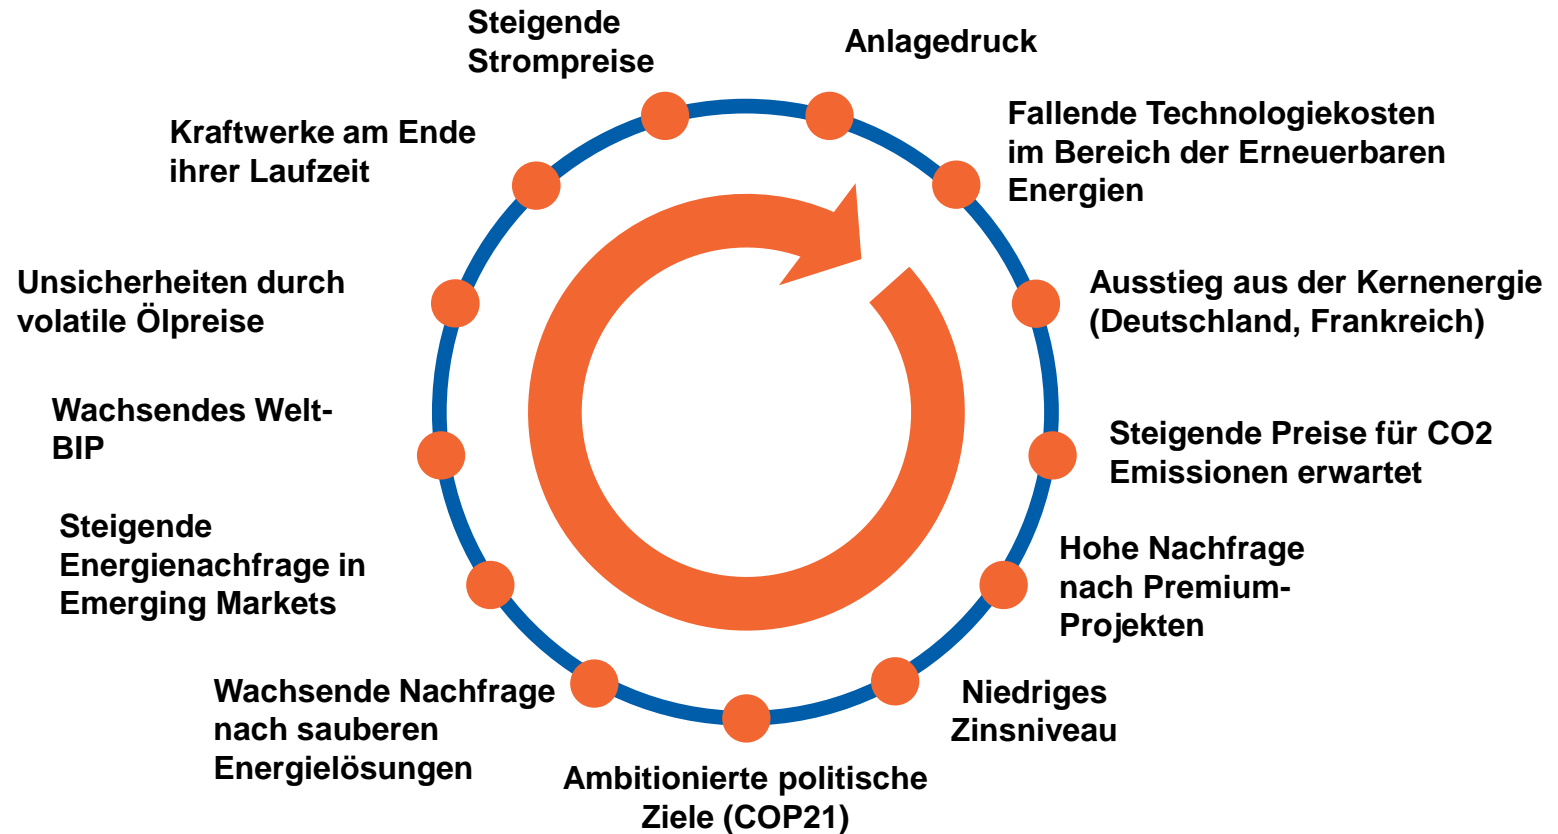 Steigende
Strompreise
Anlagedruck
Fallende Technologiekosten
im Bereich der Erneuerbaren
Energien
Ausstieg aus der Kernenergie
(Deutschland, Frankreich)
Steigende Preise für CO2
Emissionen erwartet
Hohe Nachfrage
nach Premium-
Projekten
Niedriges
Zinsniveau
Ambitionierte politische
Ziele (COP21)
Wachsende Nachfrage
nach sauberen
Energielösungen
Steigende
Energienachfrage in
Emerging Markets
Wachsendes Welt-
BIP
Unsicherheiten durch
volatile Ölpreise
Kraftwerke am Ende
ihrer Laufzeit